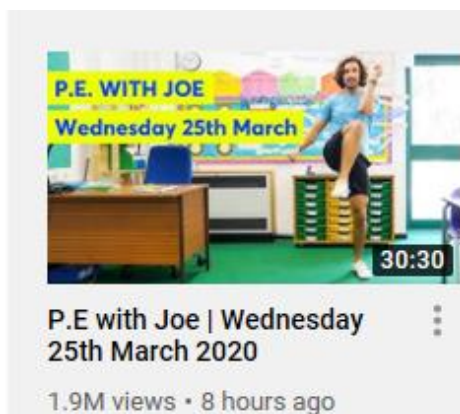 P.E. WITH JOE
Wednesday 25th March
30:30
P.E with Joe | Wednesday
25th March 2020
1.9M views • 8 hours ago